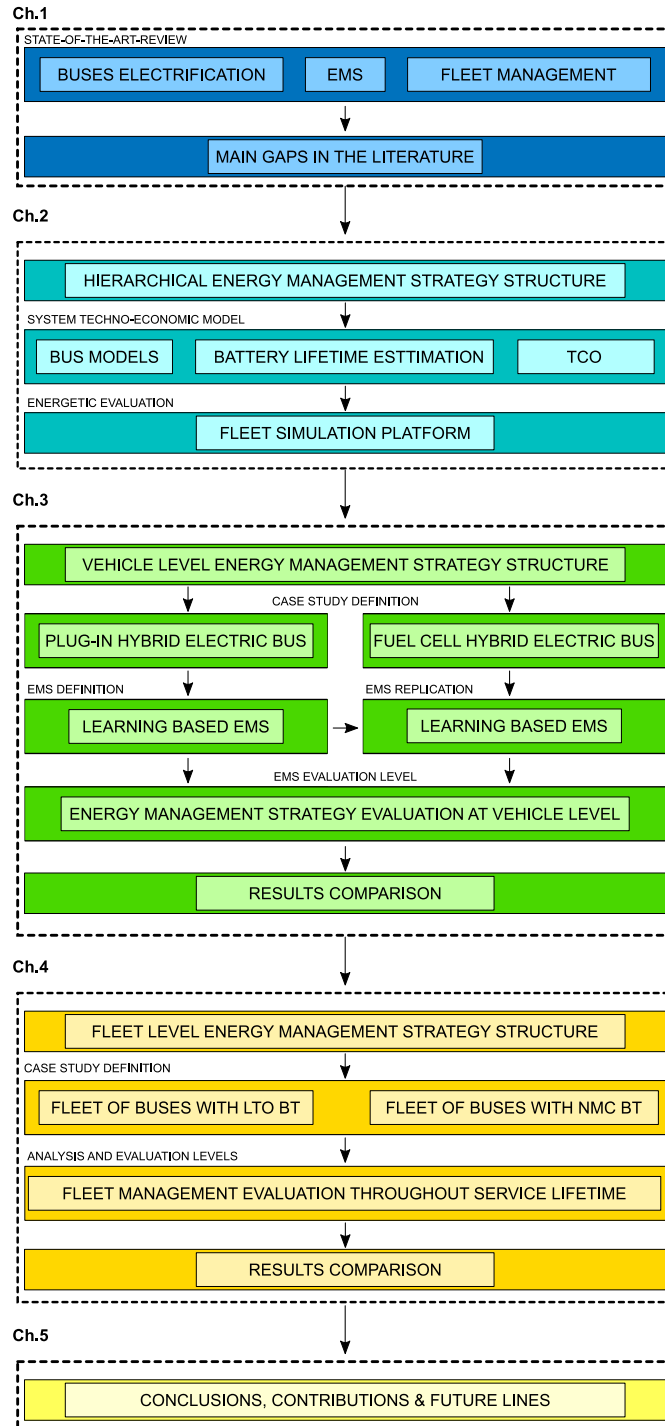 Ch.1
STATE-OF-THE-ART-REVIEW
BUSES ELECTRIFICATION
EMS
FLEET MANAGEMENT
MAIN GAPS IN THE LITERATURE
Ch.2
HIERARCHICAL ENERGY MANAGEMENT STRATEGY STRUCTURE
SYSTEM TECHNO-ECONOMIC MODEL
BUS MODELS
BATTERY LIFETIME ESTTIMATION
TCO
ENERGETIC EVALUATION
FLEET SIMULATION PLATFORM
Ch.3
VEHICLE LEVEL ENERGY MANAGEMENT STRATEGY STRUCTURE
CASE STUDY DEFINITION
PLUG-IN HYBRID ELECTRIC BUS
FUEL CELL HYBRID ELECTRIC BUS
EMS DEFINITION
EMS REPLICATION
LEARNING BASED EMS
LEARNING BASED EMS
EMS EVALUATION LEVEL
ENERGY MANAGEMENT STRATEGY EVALUATION AT VEHICLE LEVEL
RESULTS COMPARISON
Ch.4
FLEET LEVEL ENERGY MANAGEMENT STRATEGY STRUCTURE
CASE STUDY DEFINITION
FLEET OF BUSES WITH LTO BT
FLEET OF BUSES WITH NMC BT
ANALYSIS AND EVALUATION LEVELS
FLEET MANAGEMENT EVALUATION THROUGHOUT SERVICE LIFETIME
RESULTS COMPARISON
Ch.5
CONCLUSIONS, CONTRIBUTIONS & FUTURE LINES